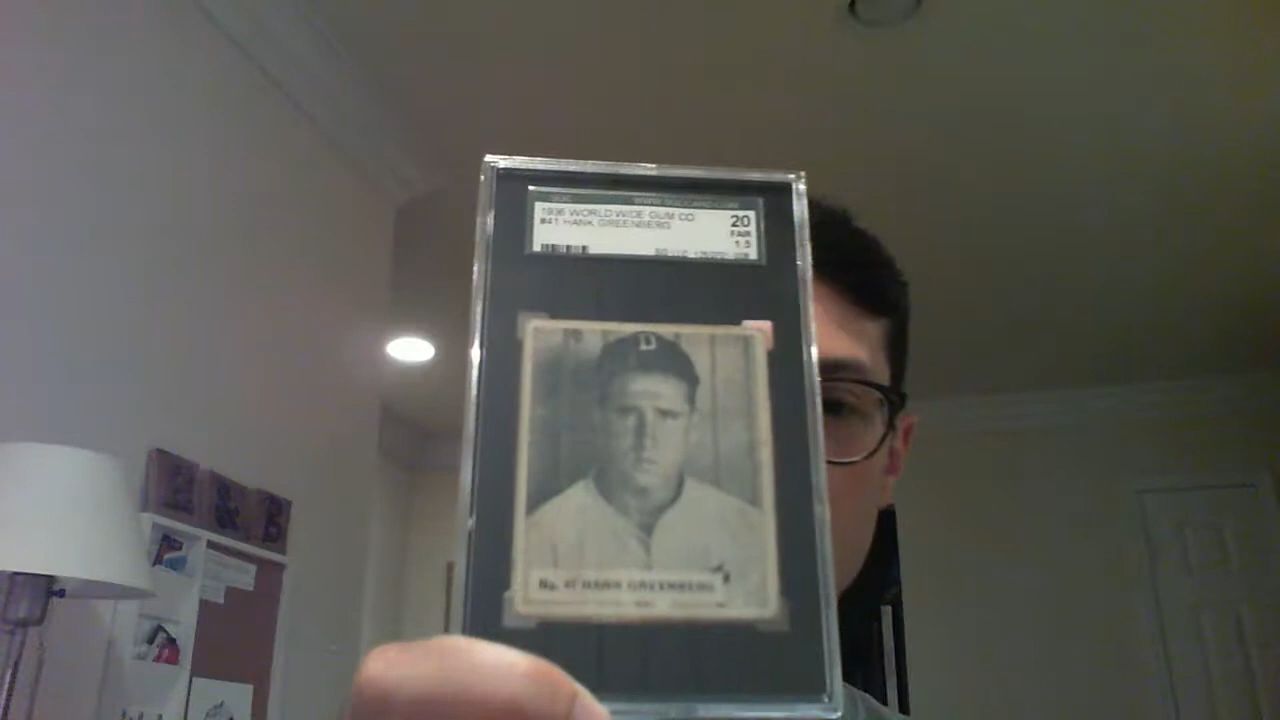 SGC WWW.SGCCARD.COM
1936 WORLD WIDE GUM CO
#41 HANK GREENBERG
20
FAIR
1.5
D
No. 41 HANK GREENBERG